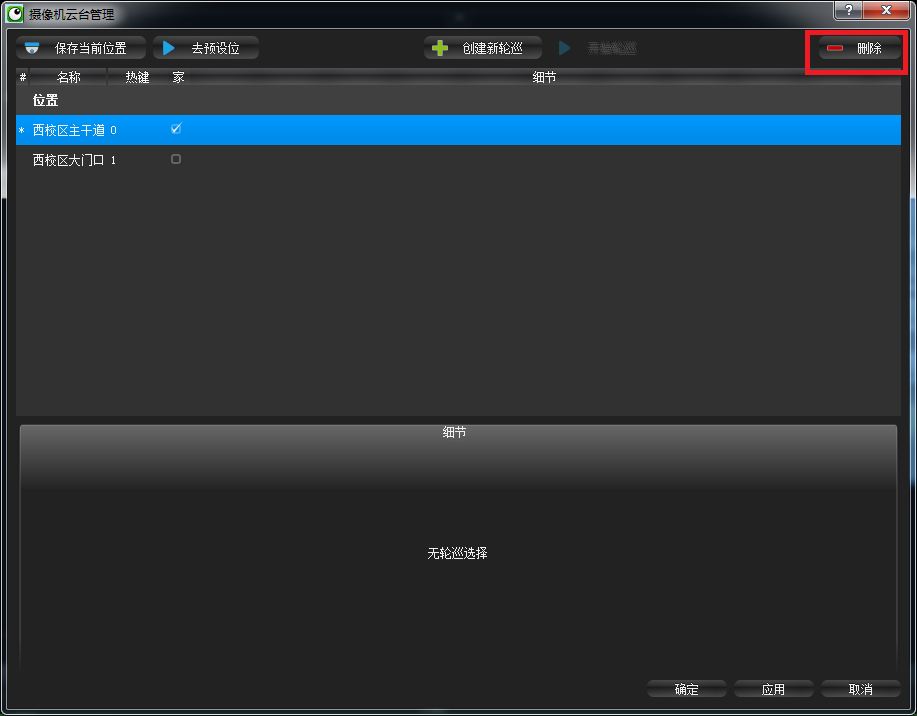 摄像机云台管理
保存当前位置 去预设位 创建新轮巡 开始轮巡 删除
# 名称 热键 家 细节
位置
* 西校区主干道 0
西校区大门口 1
细节
无轮巡选择
确定 应用 取消